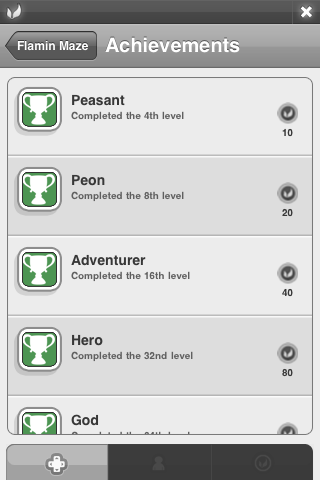 Flamin Maze
Achievements
Peasant
Completed the 4th level
10
Peon
Completed the 8th level
20
Adventurer
Completed the 16th level
40
Hero
Completed the 32nd level
80
God